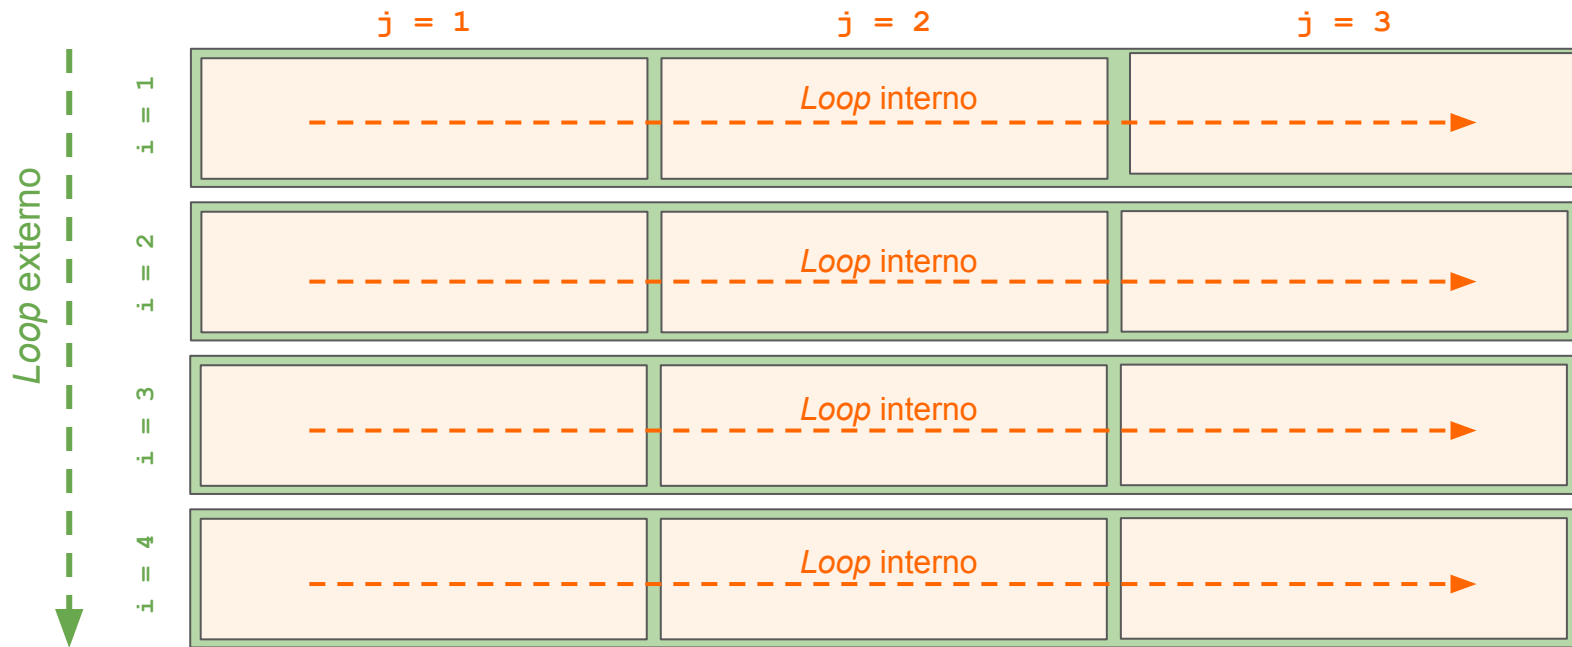 j = 1
j = 2
j = 3
Loop externo
i = 1
Loop interno
i = 2
Loop interno
i = 3
Loop interno
i = 4
Loop interno